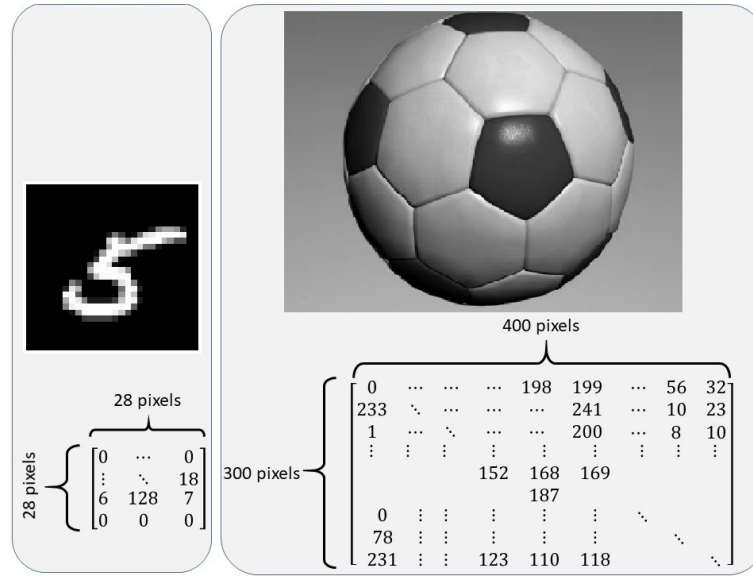 5
28 pixels
28 pixels
0 ⋯ 0
⋮ ⋱ 18
6 128 7
0 0 0
400 pixels
300 pixels
0 ⋯ ⋯ ⋯ 198 199 ⋯ 56 32
233 ⋱ ⋯ ⋯ ⋯ 241 ⋯ 10 23
1 ⋯ ⋱ ⋯ ⋯ 200 ⋯ 8 10
⋮ ⋮ ⋮ ⋮ ⋮ ⋮ ⋮ ⋮ ⋮
152 168 169
187
0 ⋮ ⋮ ⋮ ⋮ ⋮ ⋱
78 ⋮ ⋮ ⋮ ⋮ ⋮ ⋱
231 ⋮ ⋮ 123 110 118 ⋱